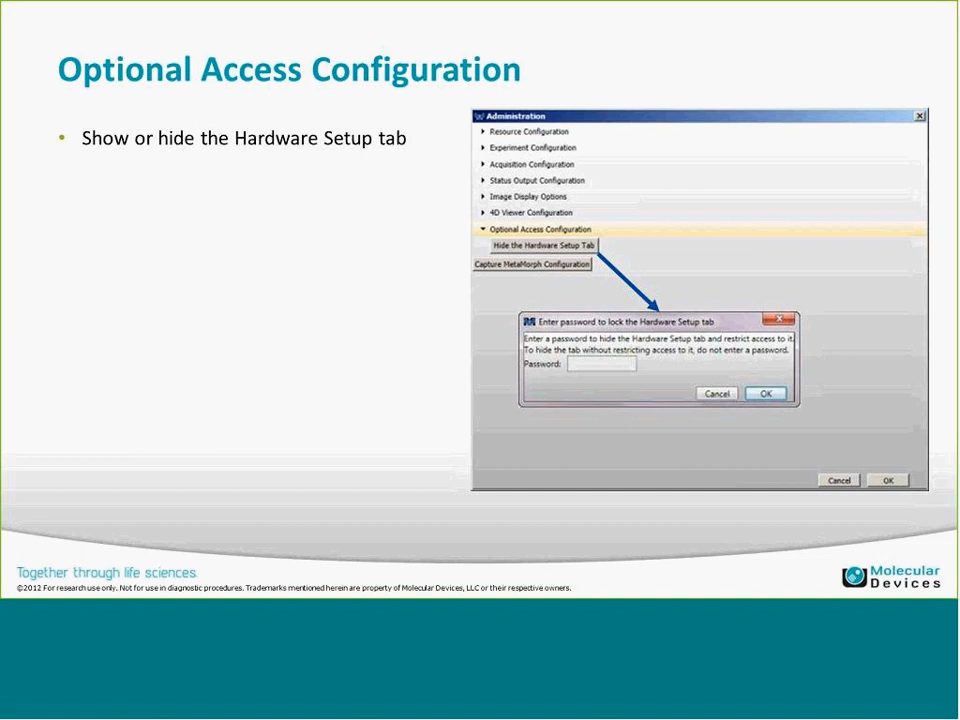 Optional Access Configuration
• Show or hide the Hardware Setup tab
Administration
Resource Configuration
Experiment Configuration
Acquisition Configuration
Status Output Configuration
Image Display Options
4D Viewer Configuration
Optional Access Configuration
Hide the Hardware Setup Tab
Capture MetaMorph Configuration
Enter password to lock the Hardware Setup tab
Enter a password to hide the Hardware Setup tab and restrict access to it.
To hide the tab without restricting access to it, do not enter a password.
Password:
Cancel OK
Cancel OK
Together through life sciences.
©2012 For research use only. Not for use in diagnostic procedures. Trademarks mentioned herein are property of Molecular Devices, LLC or their respective owners.
Molecular
Devices